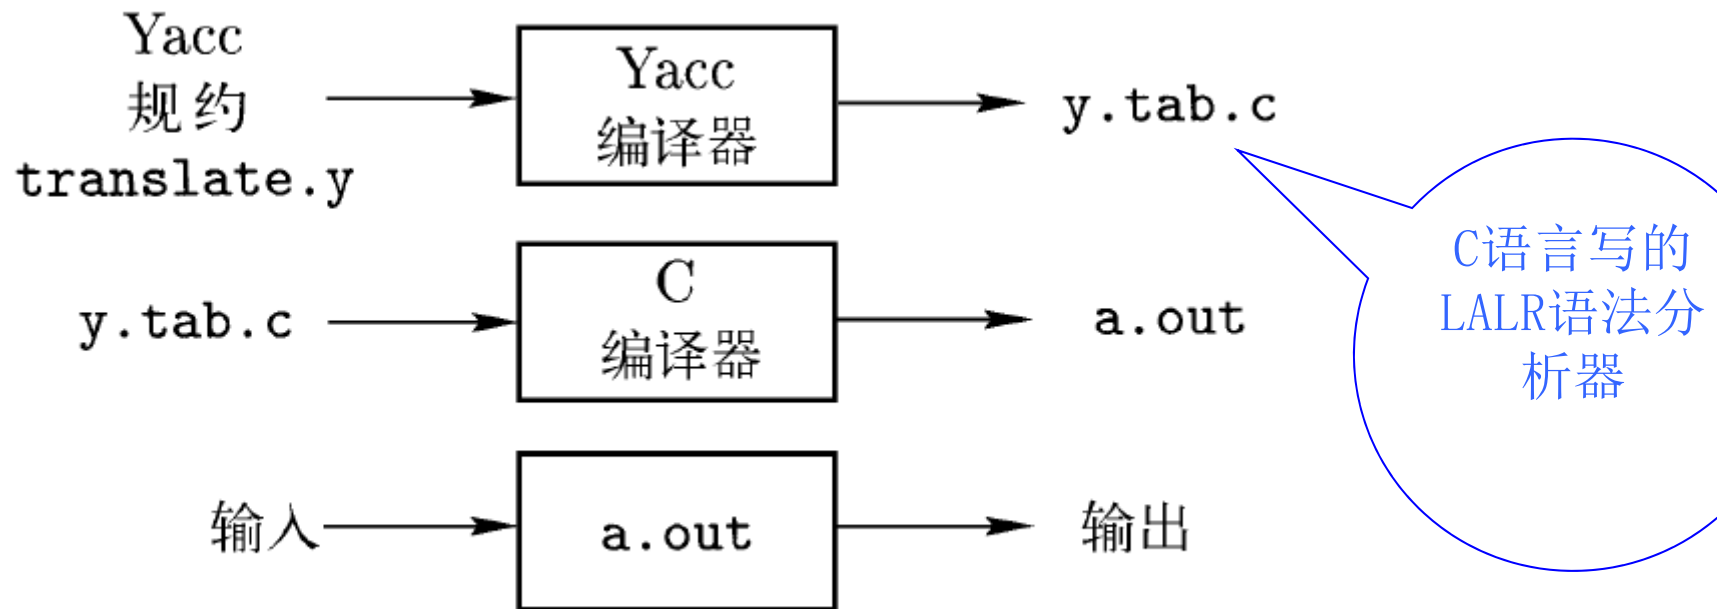 Yacc
规约
translate.y
Yacc
编译器
y.tab.c
y.tab.c
C
编译器
a.out
C语言写的
LALR语法分
析器
输入
a.out
输出